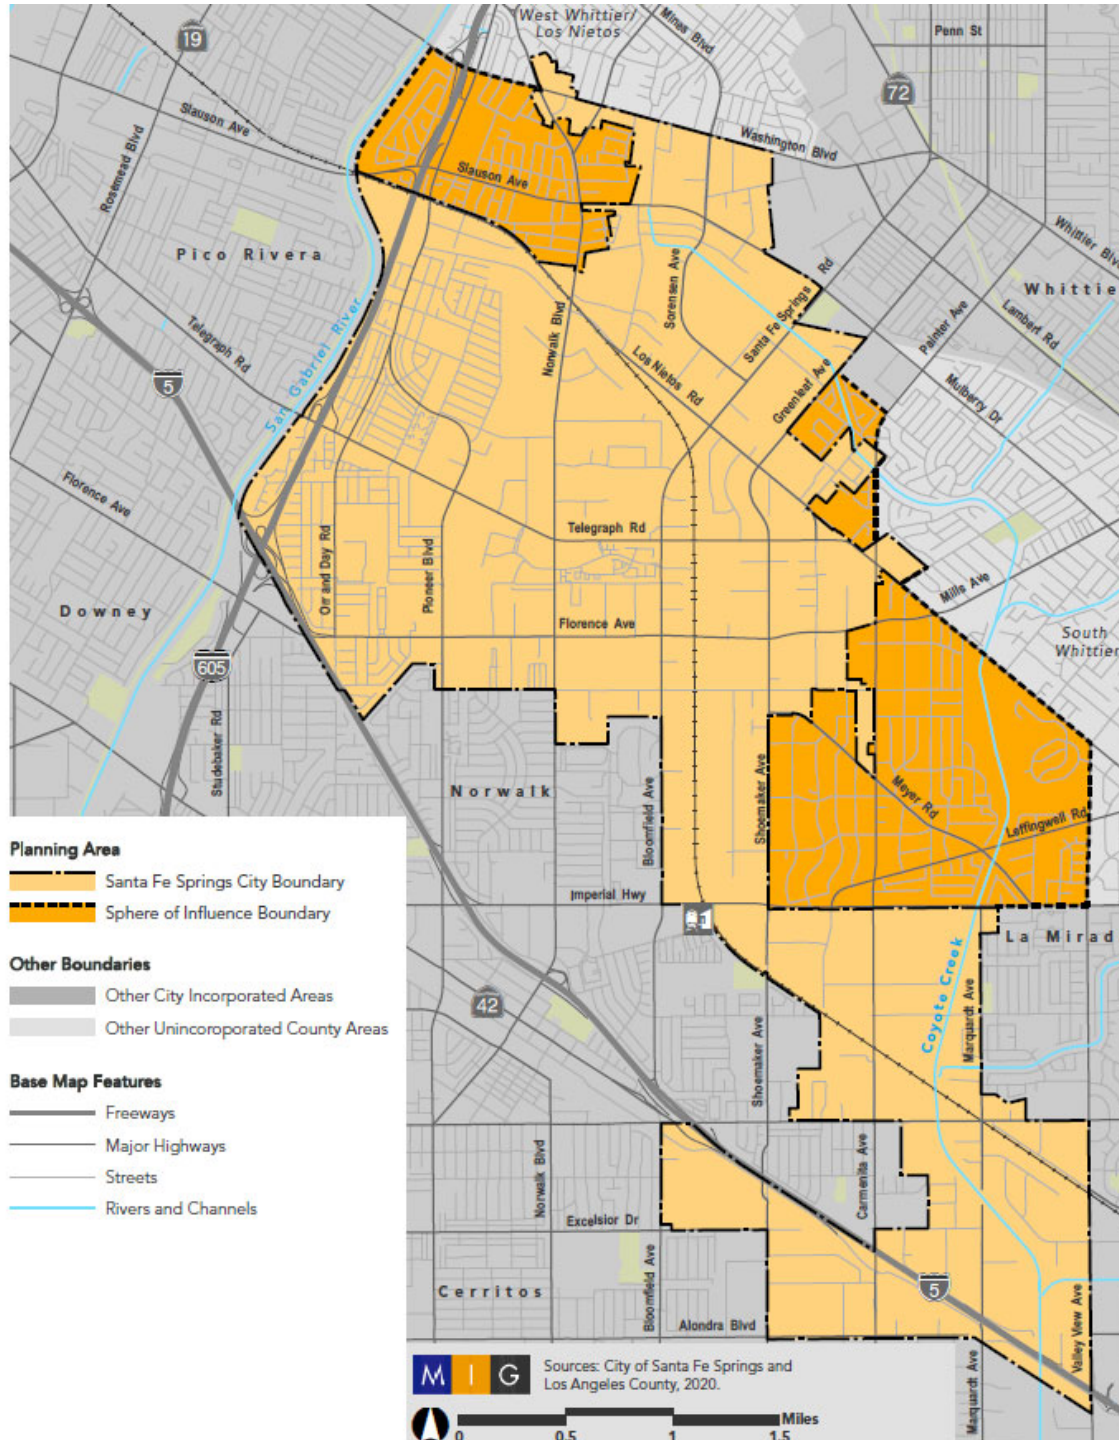 West Whittier/
Los Nietos
Mines Blvd
Penn St
19
72
Slauson Ave
Rosemead Blvd
Washington Blvd
Slauson Ave
Whittier Blv
Pico Rivera
Whittie
Sorensen Ave
Santa Fe Springs Rd
Painter Ave
Lambert Rd
Telegraph Rd
San Gabriel River
Norwalk Blvd
Los Nietos Rd
Greenleaf Ave
Mulberry Dr
5
Florence Ave
Telegraph Rd
Orr and Day Rd
Pioneer Blvd
Mills Ave
Downey
Florence Ave
South
Whittier
605
Studebaker Rd
Norwalk
Bloomfield Ave
Shoemaker Ave
Meyer Rd
Leffingwell Rd
Imperial Hwy
La Mirad
42
Coyote Creek
Marquardt Ave
Shoemaker Ave
Norwalk Blvd
Carmenita Ave
Excelsior Dr
Cerritos
Bloomfield Ave
5
Alondra Blvd
Valley View Ave
Marquardt Ave
Planning Area
Santa Fe Springs City Boundary
Sphere of Influence Boundary
Other Boundaries
Other City Incorporated Areas
Other Unincoroporated County Areas
Base Map Features
Freeways
Major Highways
Streets
Rivers and Channels
M I G
Sources: City of Santa Fe Springs and
Los Angeles County, 2020.
Miles
0 0.5 1 1.5